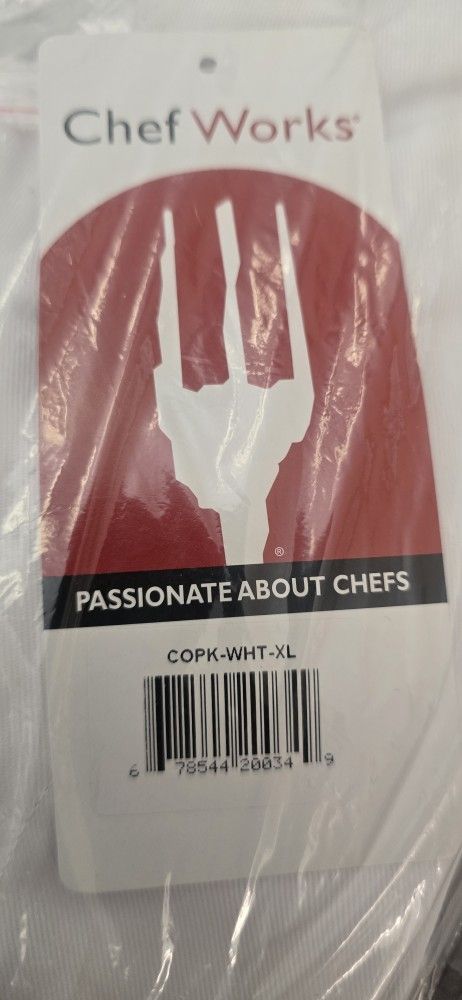 Chef Works®
®
PASSIONATE ABOUT CHEFS
COPK-WHT-XL
6 78544 20034 9